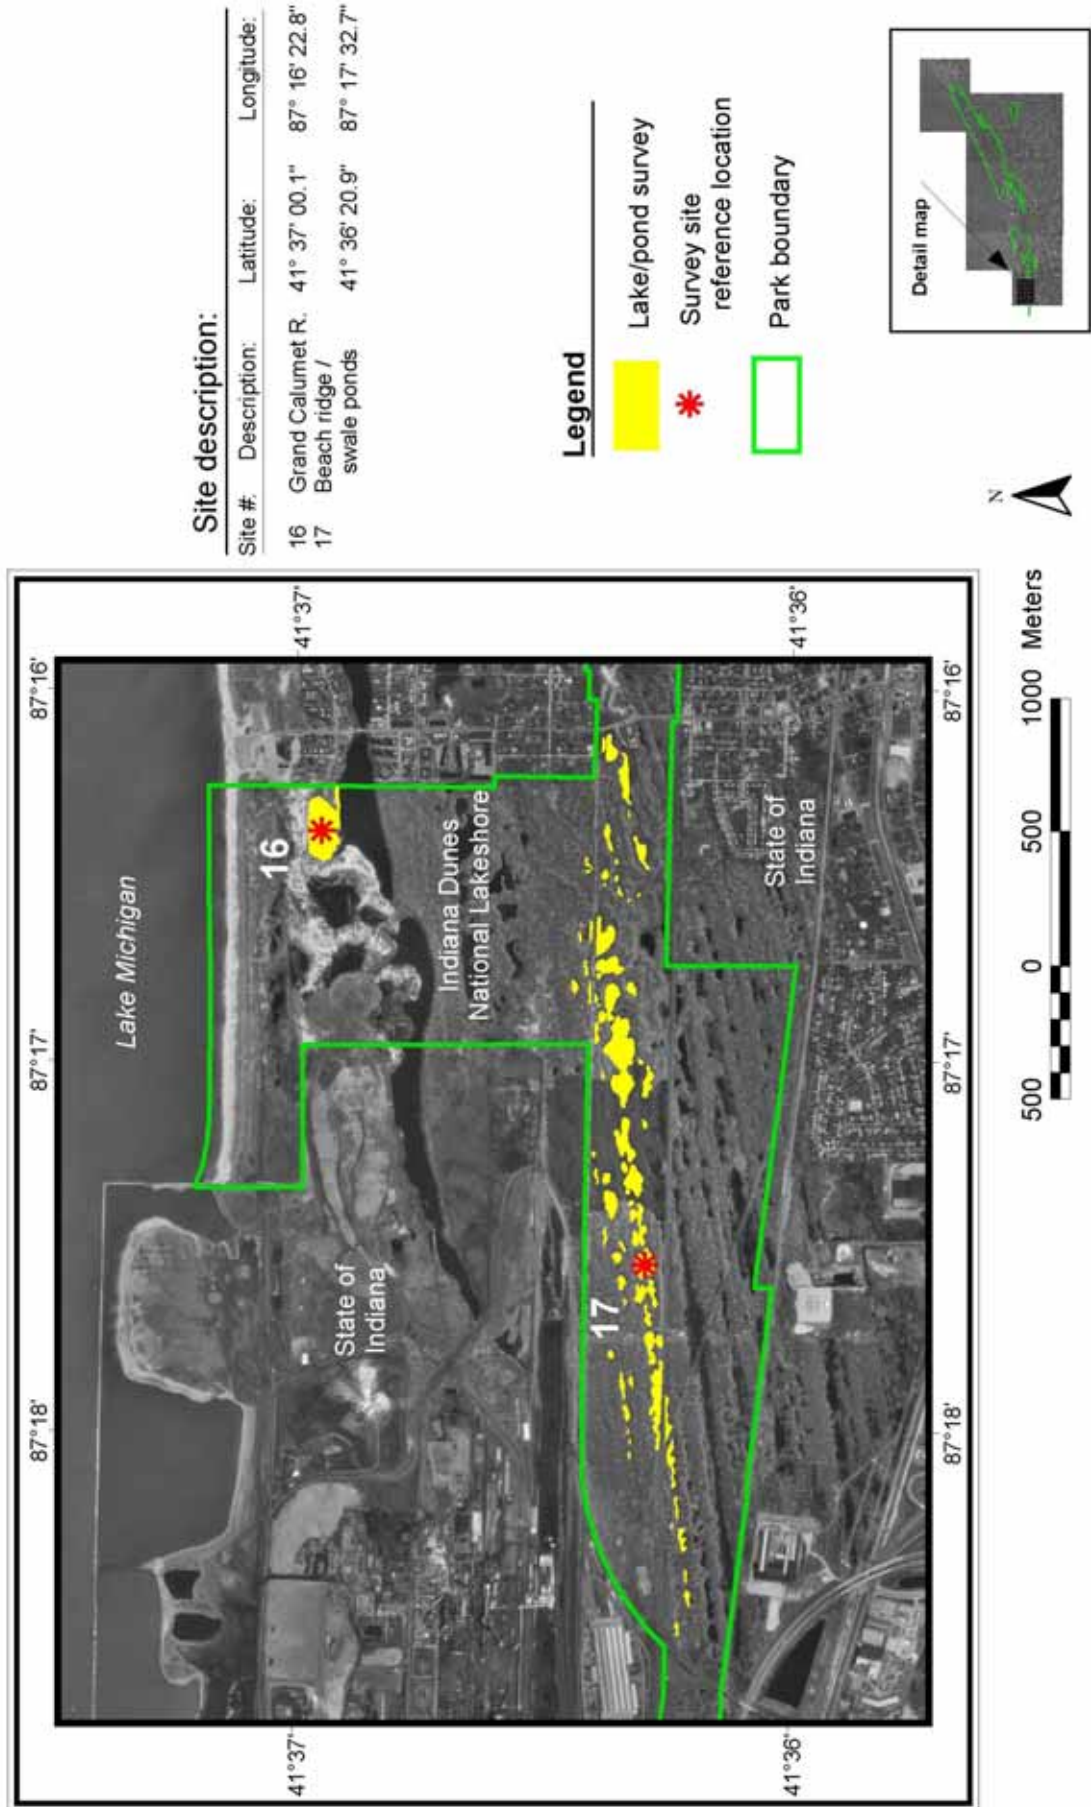 Site description:
Site #: Description: Latitude: Longitude:
16 Grand Calumet R. 41° 37' 00.1" 87° 16' 22.8"
17 Beach ridge /
swale ponds 41° 36' 20.9" 87° 17' 32.7"
Legend
Lake/pond survey
Survey site
reference location
Park boundary
Detail map
N
87°18' 87°17' 87°16'
Lake Michigan
41°37' 41°37'
16
State of
Indiana
Indiana Dunes
National Lakeshore
17
State of
Indiana
41°36' 41°36'
87°18' 87°17' 87°16'
500 0 500 1000 Meters